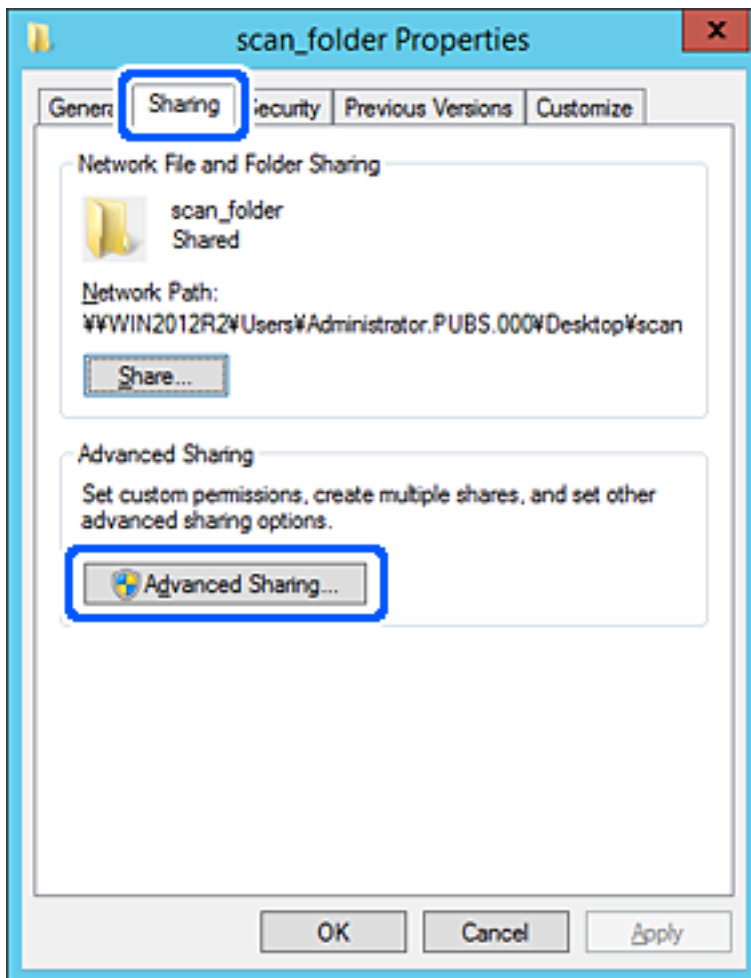 scan_folder Properties
x
Genera Sharing ecurity Previous Versions Customize
Network File and Folder Sharing
scan_folder
Shared
Network Path:
¥¥WIN2012R2¥Users¥Administrator.PUBS.000¥Desktop¥scan
Share...
Advanced Sharing
Set custom permissions, create multiple shares, and set other
advanced sharing options.
Advanced Sharing...
OK Cancel Apply